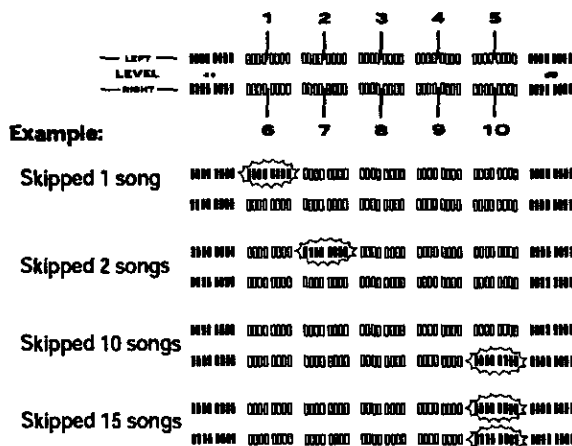 1 2 3 4 5
LEFT
LEVEL
RIGHT
6 7 8 9 10
Example:
Skipped 1 song
Skipped 2 songs
Skipped 10 songs
Skipped 15 songs